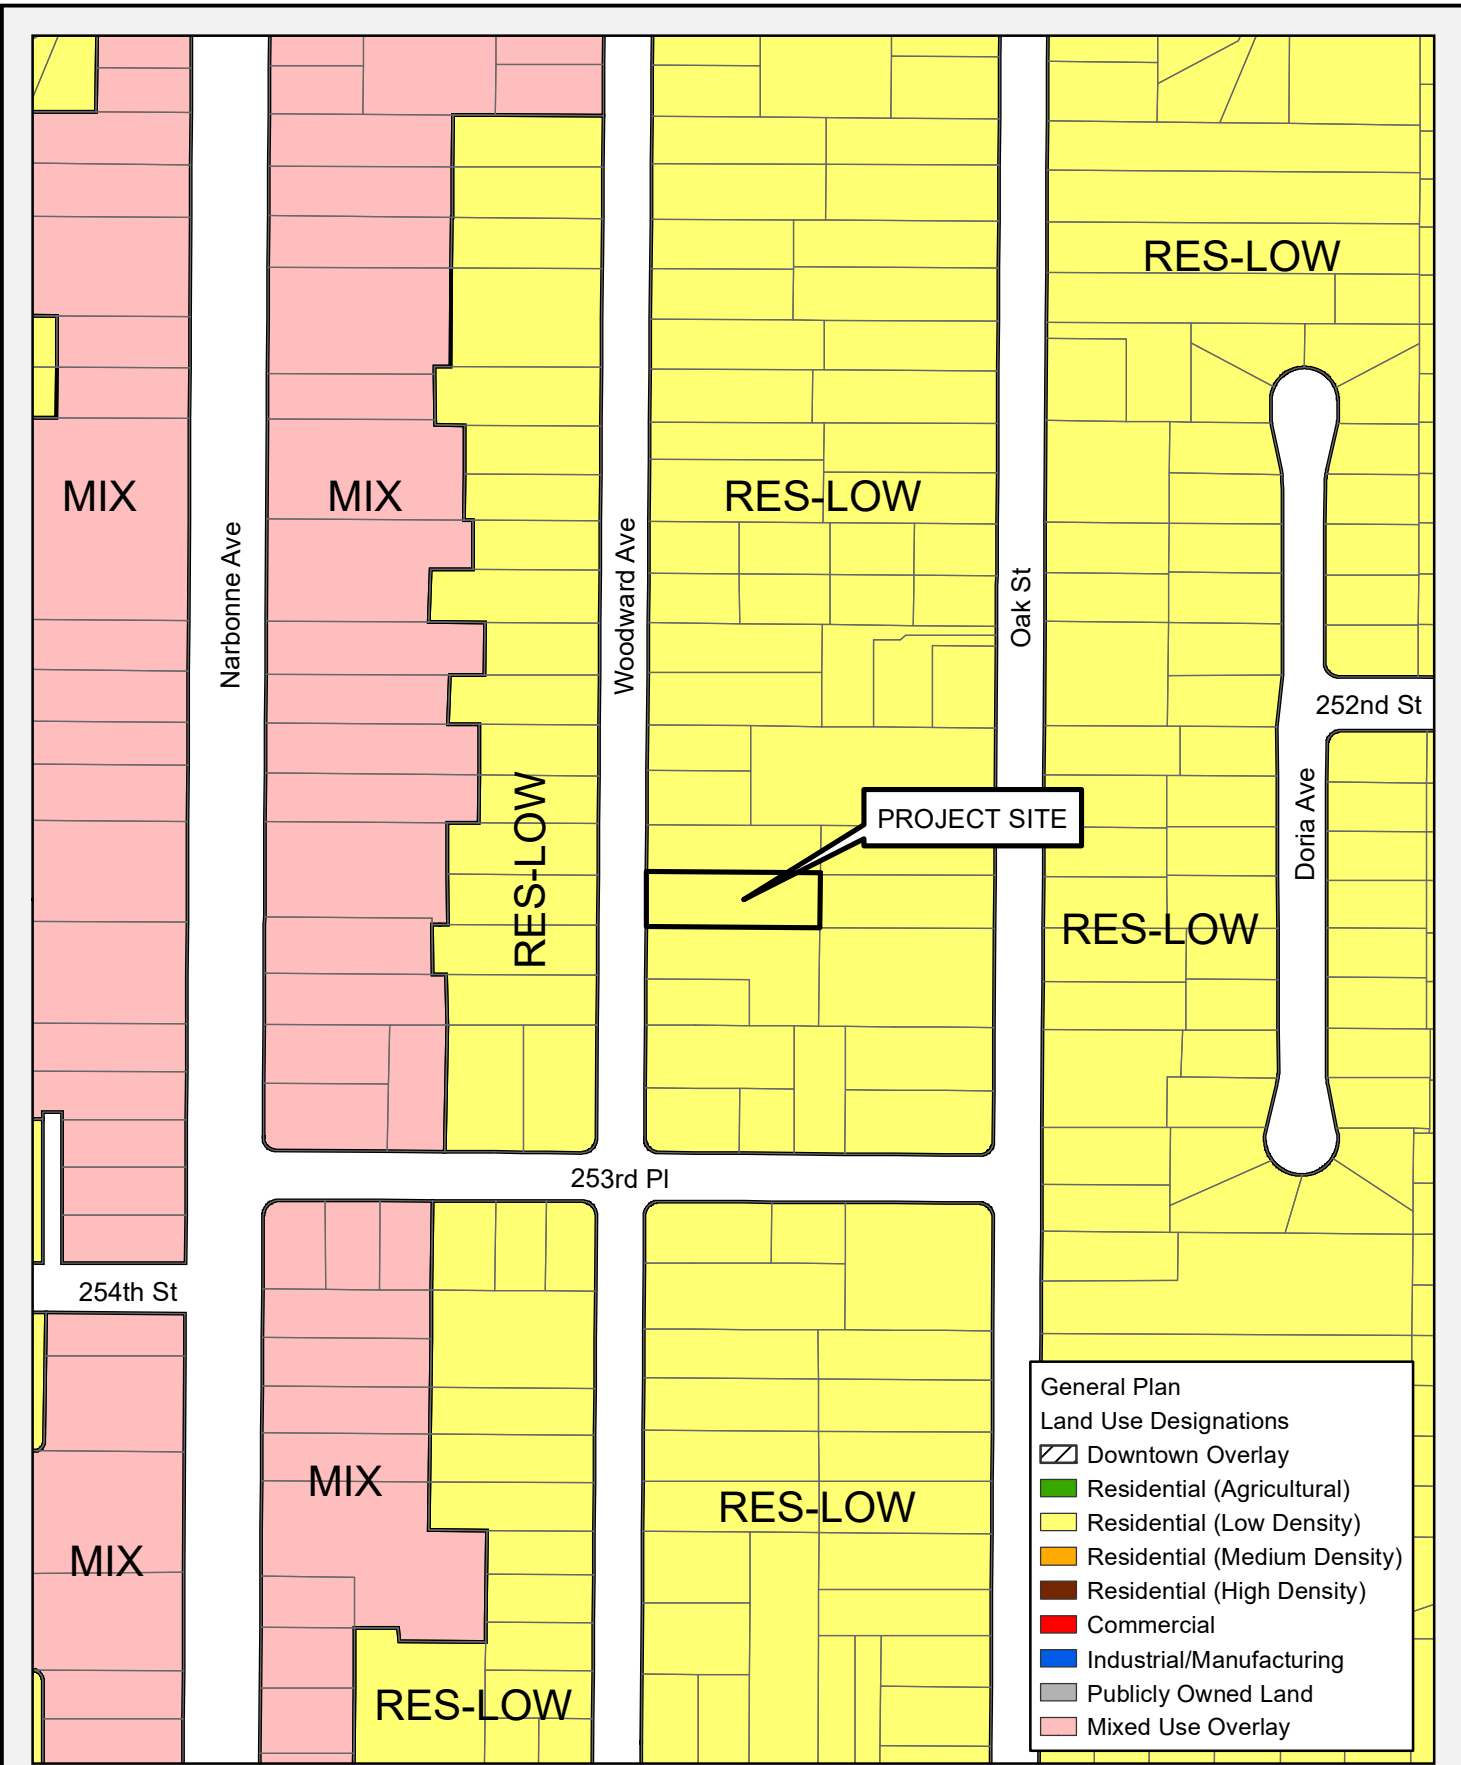 RES-LOW
MIX
MIX
RES-LOW
Narbonne Ave
Woodward Ave
Oak St
252nd St
Doria Ave
PROJECT SITE
RES-LOW
RES-LOW
253rd Pl
254th St
MIX
RES-LOW
MIX
RES-LOW
General Plan
Land Use Designations
Downtown Overlay
Residential (Agricultural)
Residential (Low Density)
Residential (Medium Density)
Residential (High Density)
Commercial
Industrial/Manufacturing
Publicly Owned Land
Mixed Use Overlay